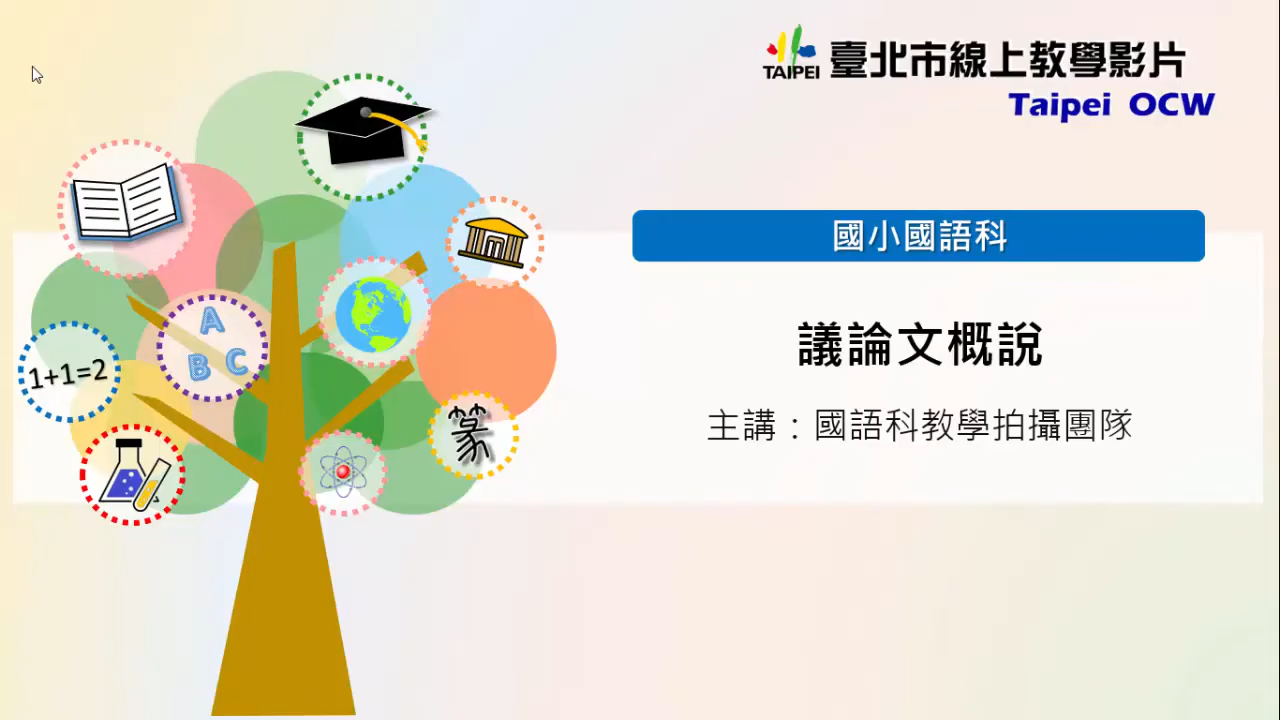 TAIPEI 臺北市線上教學影片
Taipei OCW
國小國語科
議論文概說
主講：國語科教學拍攝團隊
A
B C
1+1=2
篆